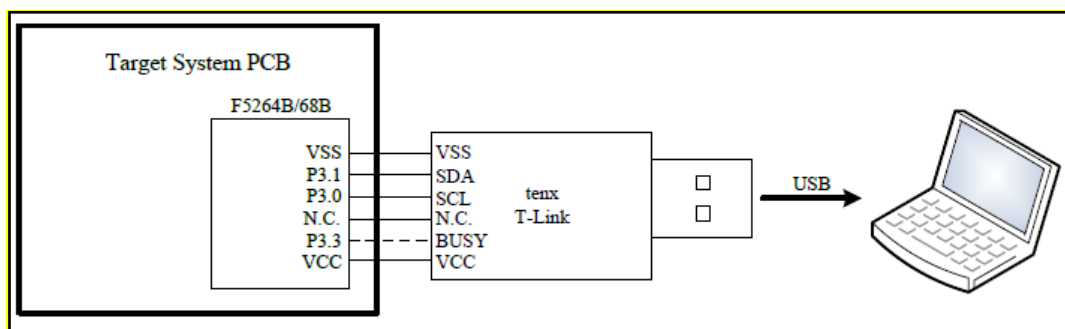 Target System PCB
F5264B/68B
VSS VSS
P3.1 SDA
P3.0 SCL
N.C. N.C.
P3.3 BUSY
VCC VCC
tenx
T-Link
USB